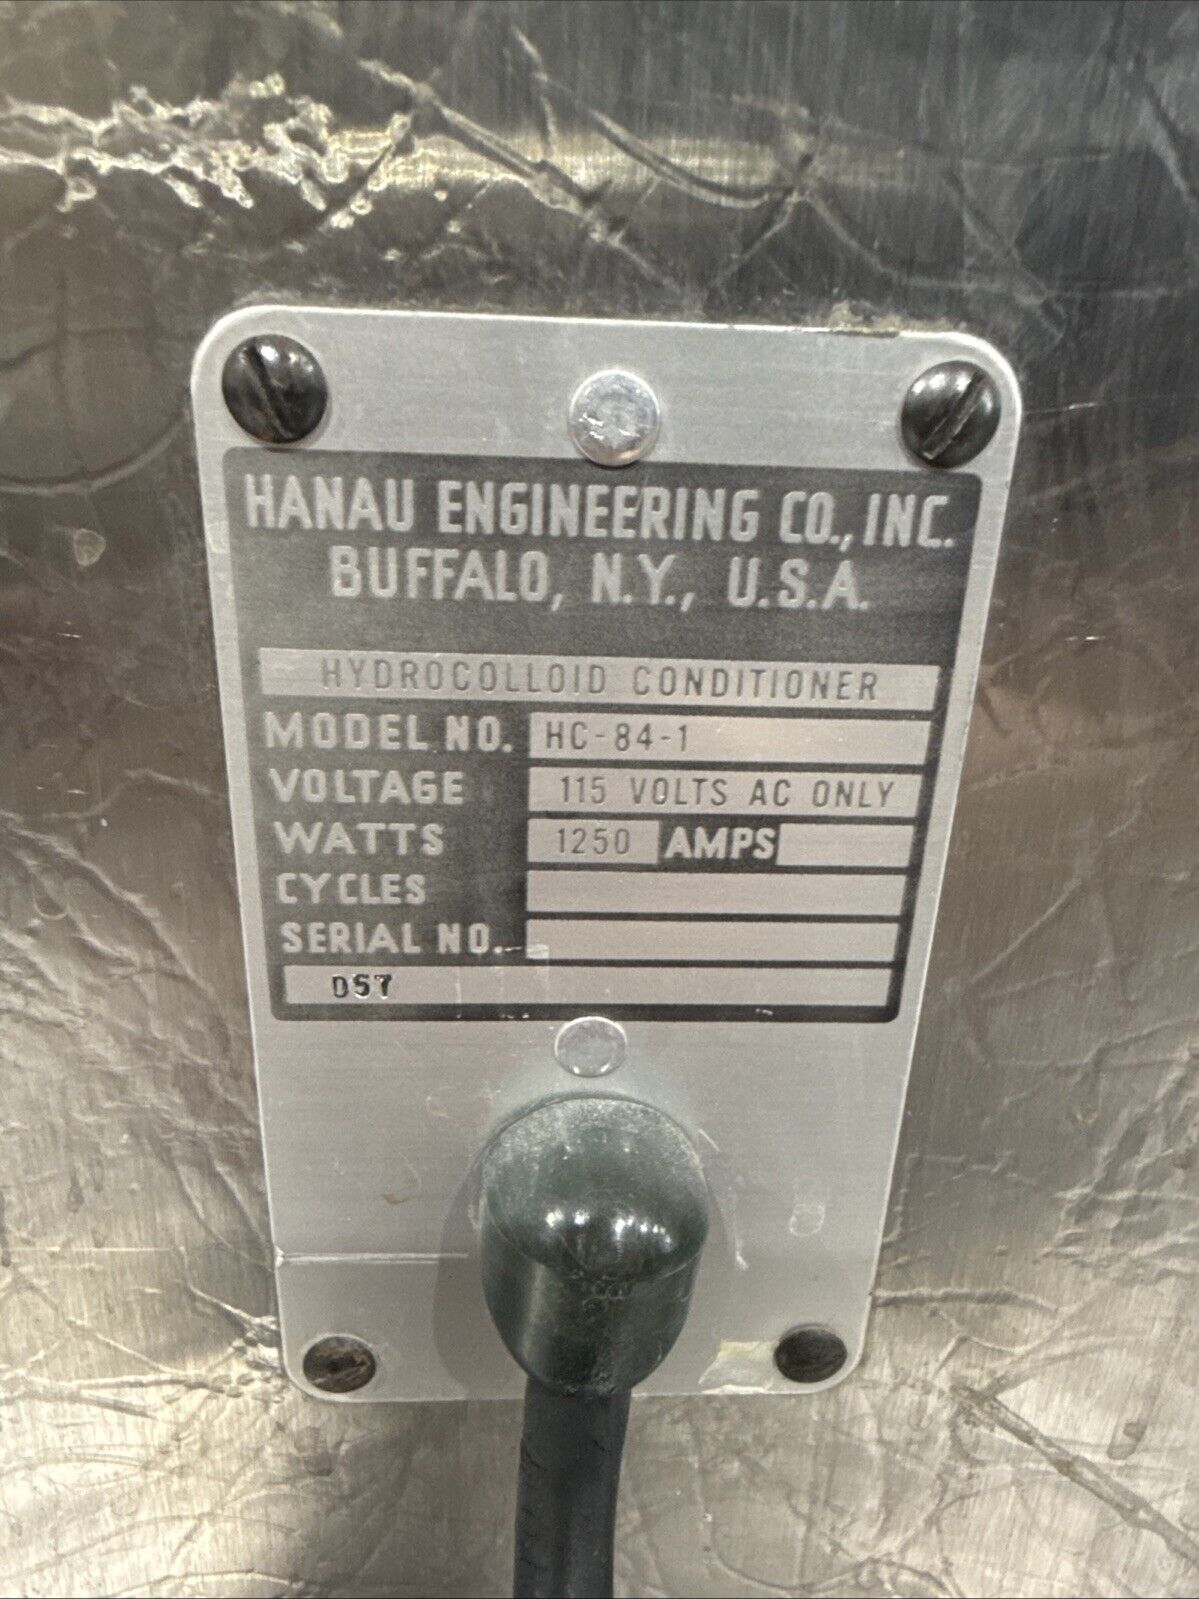 HANAU ENGINEERING CO., INC.
BUFFALO, N.Y., U.S.A.
HYDROCOLLOID CONDITIONER
MODEL NO. HC-84-1
VOLTAGE 115 VOLTS AC ONLY
WATTS 1250 AMPS
CYCLES
SERIAL NO.
D57